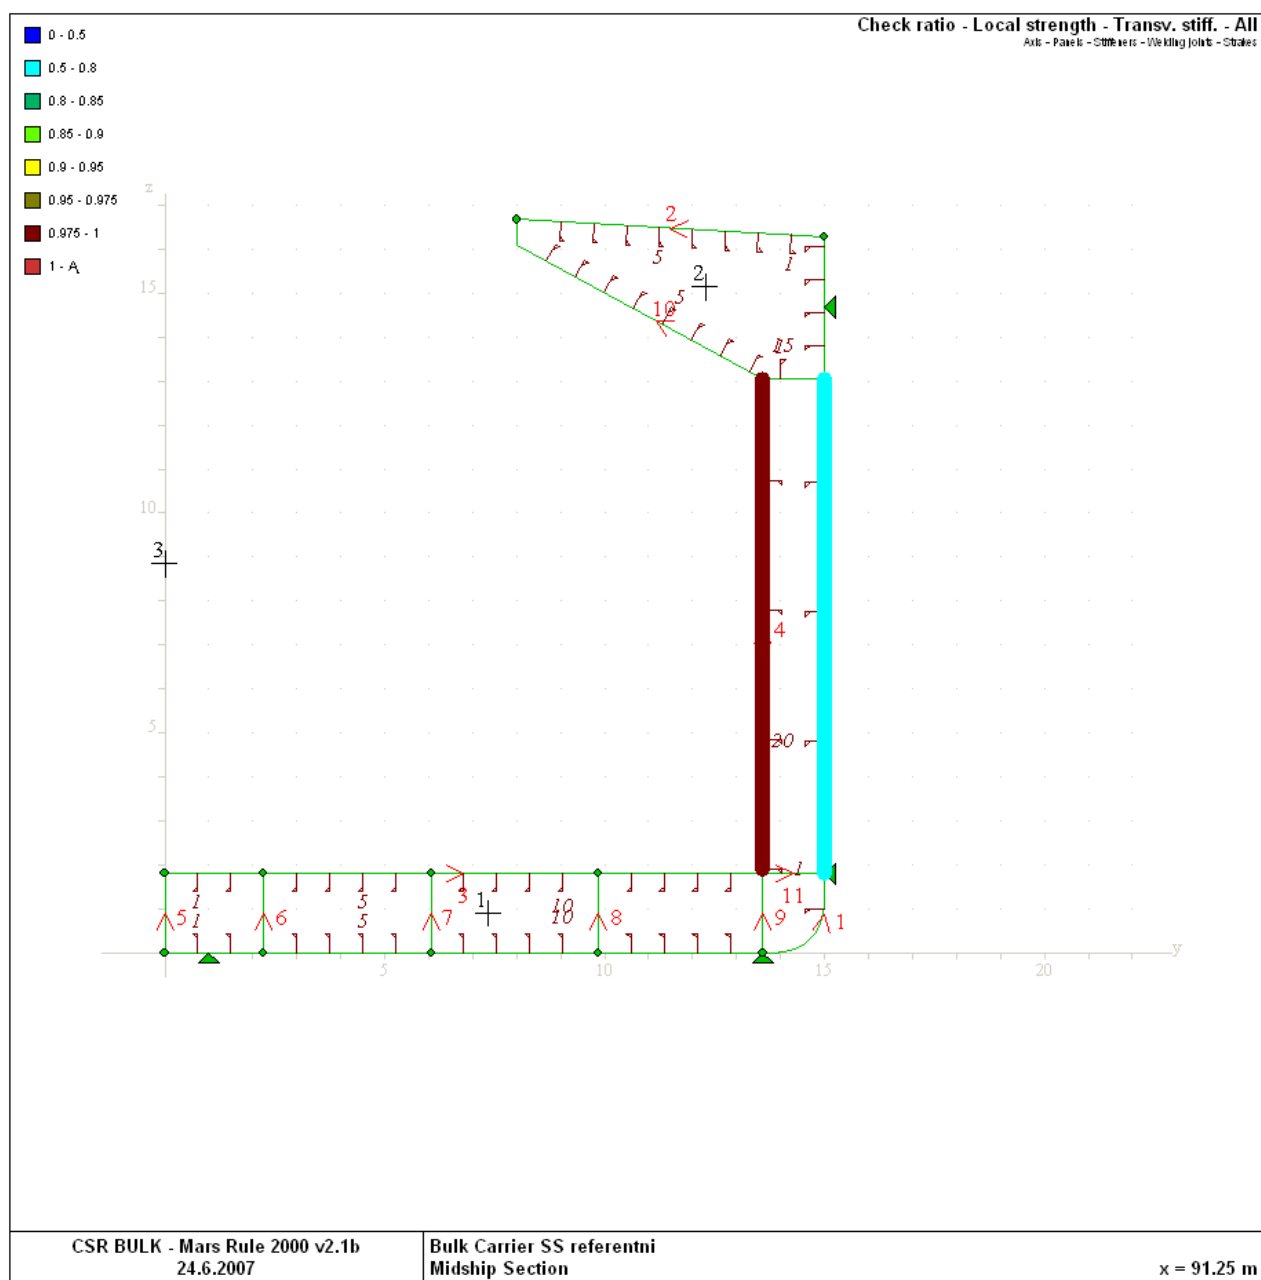 Check ratio - Local strength - Transv. stiff. - All
Axis - Panels - Stiffeners - Welding joints - Strakes
0 - 0.5
0.5 - 0.8
0.8 - 0.85
0.85 - 0.9
0.9 - 0.95
0.95 - 0.975
0.975 - 1
1 - A
z
2
5
1
2
15
5
10
15
10
3
4
5
20
1
3
1
11
1
1
5
5
10
5
6
7
8
9
1
y
5
10
15
20
CSR BULK - Mars Rule 2000 v2.1b
24.6.2007
Bulk Carrier SS referentni
Midship Section
x = 91.25 m